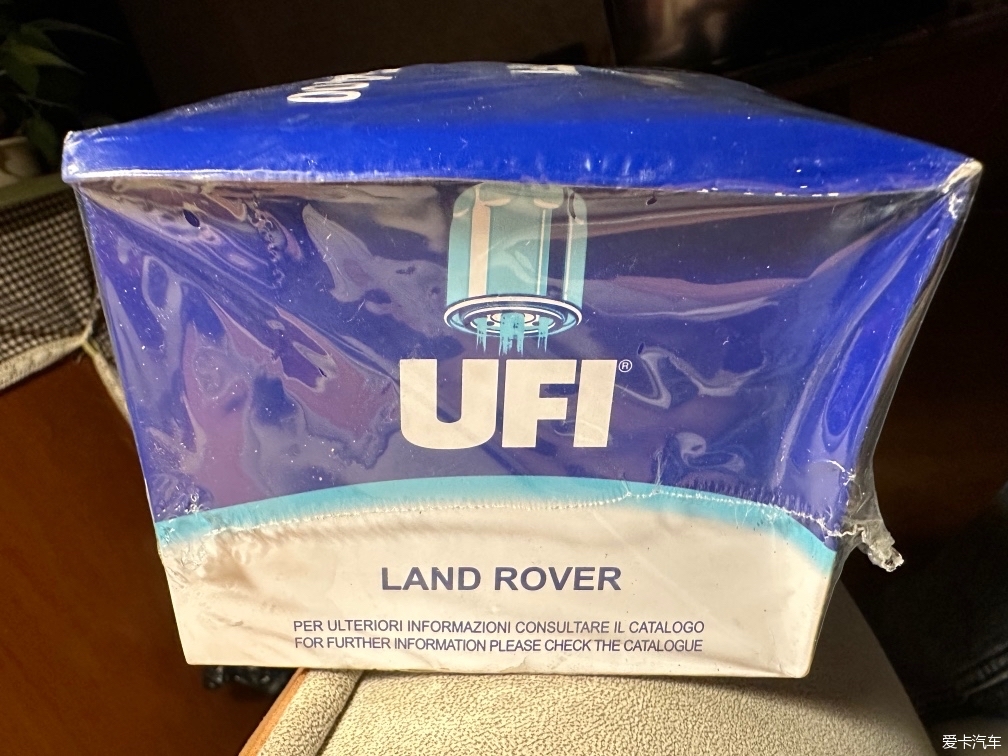 UFI®
LAND ROVER
PER ULTERIORI INFORMAZIONI CONSULTARE IL CATALOGO
FOR FURTHER INFORMATION PLEASE CHECK THE CATALOGUE
爱卡汽车